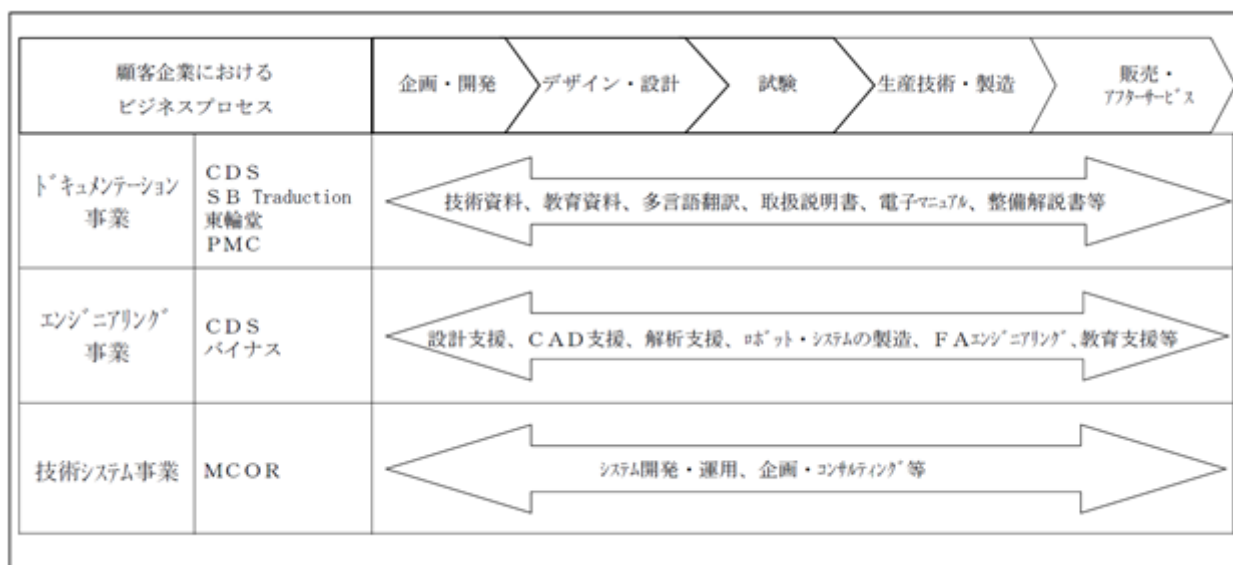 顧客企業における
ビジネスプロセス
企画・開発
デザイン・設計
試験
生産技術・製造
販売・
ｱﾌﾀｰｻｰﾋﾞｽ
ﾄﾞｷｭﾒﾝﾃｰｼｮﾝ
事業
ＣＤＳ
ＳＢ Traduction
東輪堂
ＰＭＣ
技術資料、教育資料、多言語翻訳、取扱説明書、電子ﾏﾆｭｱﾙ、整備解説書等
ｴﾝｼﾞﾆｱﾘﾝｸﾞ
事業
ＣＤＳ
バイナス
設計支援、ＣＡＤ支援、解析支援、ﾛﾎﾞｯﾄ・ｼｽﾃﾑの製造、ＦＡｴﾝｼﾞﾆｱﾘﾝｸﾞ､教育支援等
技術ｼｽﾃﾑ事業
ＭＣＯＲ
ｼｽﾃﾑ開発・運用、企画・ｺﾝｻﾙﾃｨﾝｸﾞ等